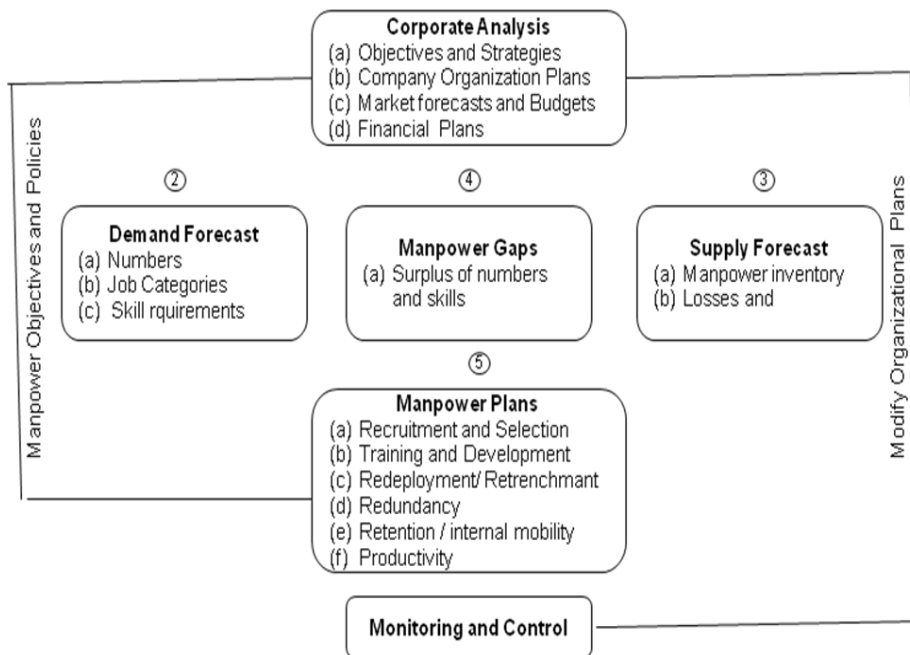 Corporate Analysis
(a) Objectives and Strategies
(b) Company Organization Plans
(c) Market forecasts and Budgets
(d) Financial Plans
Manpower Objectives and Policies
②
④
③
Demand Forecast
(a) Numbers
(b) Job Categories
(c) Skill rquirements
Manpower Gaps
(a) Surplus of numbers
and skills
Supply Forecast
(a) Manpower inventory
(b) Losses and
Modify Organizational Plans
⑤
Manpower Plans
(a) Recruitment and Selection
(b) Training and Development
(c) Redeployment/ Retrenchmant
(d) Redundancy
(e) Retention / internal mobility
(f) Productivity
Monitoring and Control